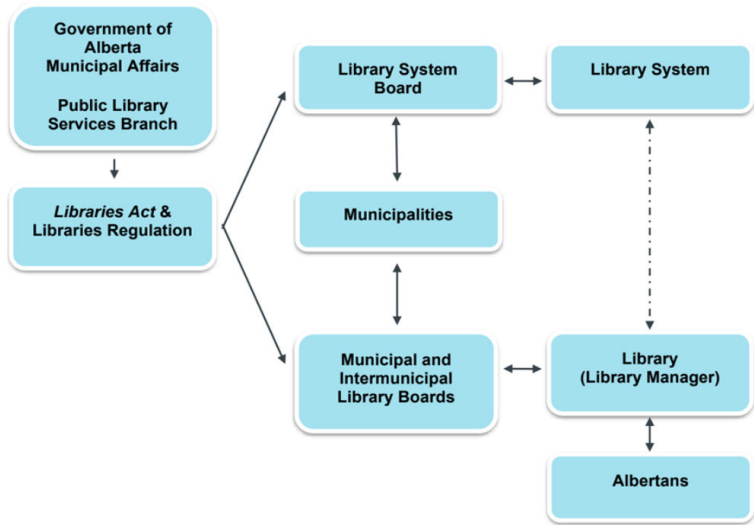 Government of
Alberta
Municipal Affairs
Public Library
Services Branch
Libraries Act &
Libraries Regulation
Library System
Board
Library System
Municipalities
Municipal and
Intermunicipal
Library Boards
Library
(Library Manager)
Albertans